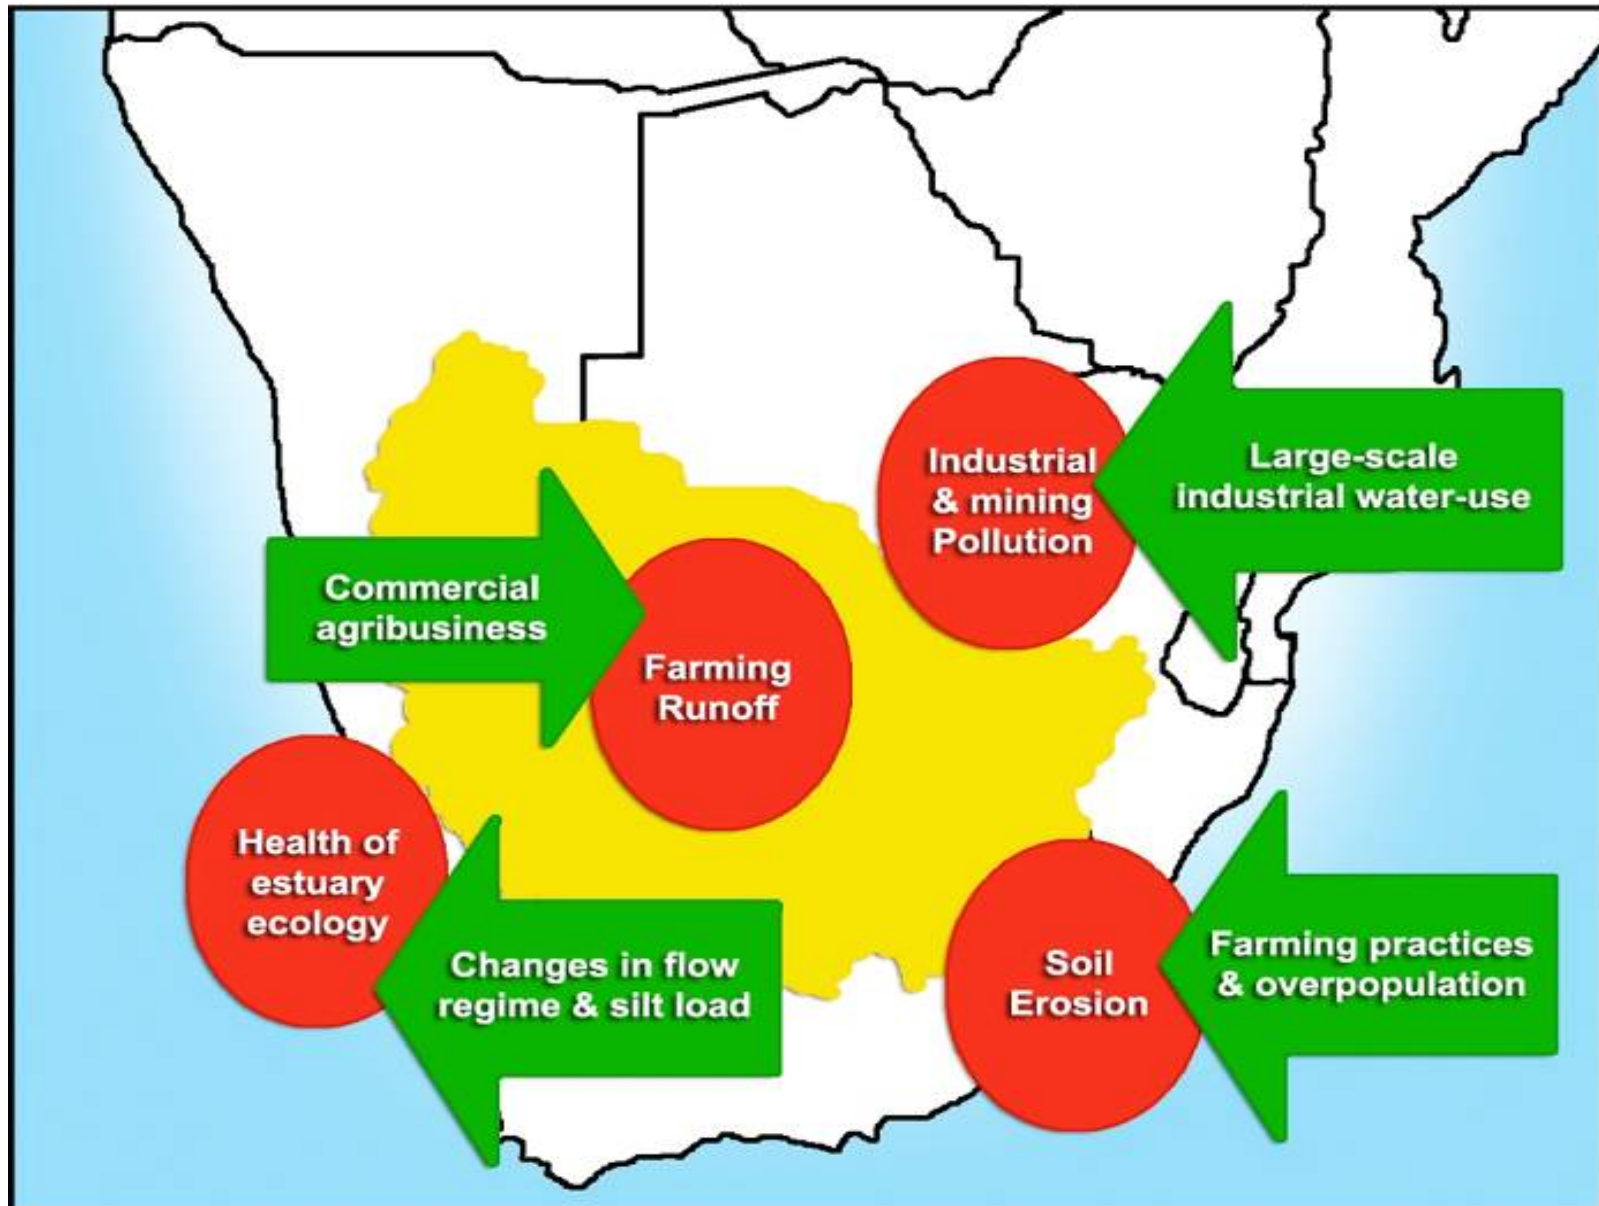 Industrial
& mining
Pollution
Large-scale
industrial water-use
Commercial
agribusiness
Farming
Runoff
Health of
estuary
ecology
Changes in flow
regime & silt load
Soil
Erosion
Farming practices
& overpopulation